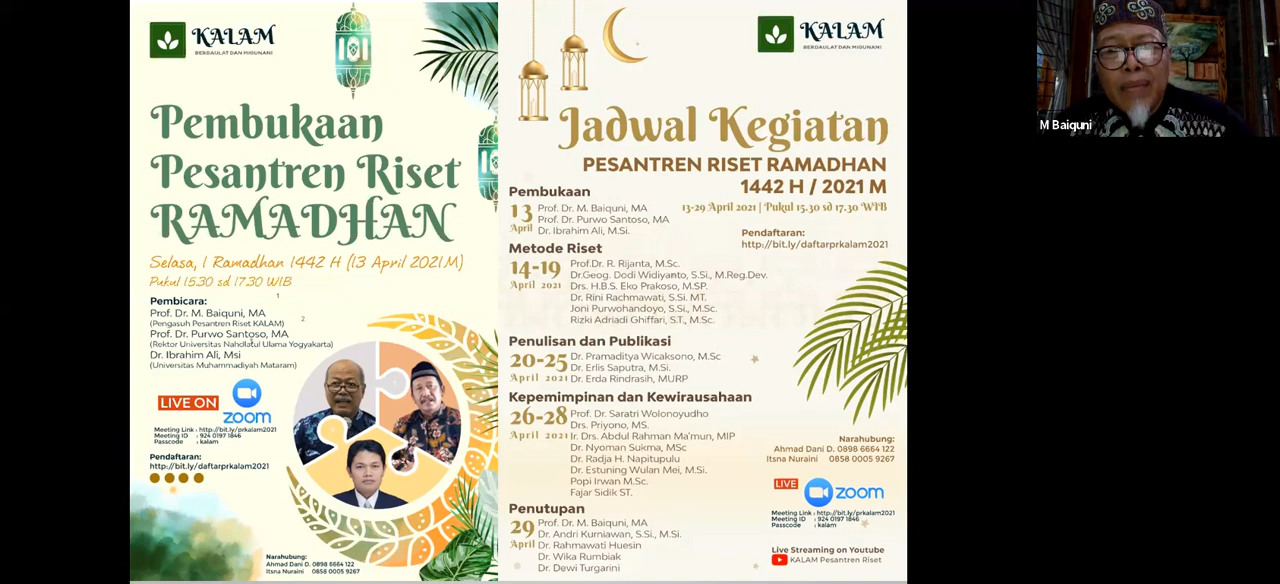 KALAM
BERDAULAT DAN MIGUNANI
Pembukaan
Pesantren Riset
RAMADHAN
Selasa, 1 Ramadhan 1442 H (13 April 2021 M)
Pukul 15.30 sd 17.30 WIB
Pembicara:
Prof. Dr. M. Baiquni, MA
(Pengasuh Pesantren Riset KALAM)
Prof. Dr. Purwo Santoso, MA
(Rektor Universitas Nahdlatul Ulama Yogyakarta)
Dr. Ibrahim Ali, Msi
(Universitas Muhammadiyah Mataram)
1
2
LIVE ON
zoom
Meeting Link : http://bit.ly/prkalam2021
Meeting ID : 924 0197 1846
Passcode : kalam
Pendaftaran:
http://bit.ly/daftarprkalam2021
Narahubung:
Ahmad Dani D. 0898 6664 122
Itsna Nuraini 0858 0005 9267
KALAM
BERDAULAT DAN MIGUNANI
Jadwal Kegiatan
PESANTREN RISET RAMADHAN
1442 H / 2021 M
13-29 April 2021 | Pukul 15.30 sd 17.30 WIB
Pendaftaran:
http://bit.ly/daftarprkalam2021
Pembukaan
13 April
Prof. Dr. M. Baiquni, MA
Prof. Dr. Purwo Santoso, MA
Dr. Ibrahim Ali, M.Si.
Metode Riset
14-19 April 2021
Prof.Dr. R. Rijanta, M.Sc.
Dr.Geog. Dodi Widiyanto, S.Si., M.Reg.Dev.
Drs. H.B.S. Eko Prakoso, M.SP.
Dr. Rini Rachmawati, S.Si. MT.
Joni Purwohandoyo, S.Si., M.Sc.
Rizki Adriadi Ghiffari, S.T., M.Sc.
Penulisan dan Publikasi
20-25 April 2021
Dr. Pramaditya Wicaksono, M.Sc
Dr. Erlis Saputra, M.Si.
Dr. Erda Rindrasih, MURP
Kepemimpinan dan Kewirausahaan
26-28 April 2021
Prof. Dr. Saratri Wolonoyudho
Drs. Priyono, MS.
Ir. Drs. Abdul Rahman Ma'mun, MIP
Dr. Nyoman Sukma, MSc
Dr. Radja H. Napitupulu
Dr. Estuning Wulan Mei, M.Si.
Popi Irwan M.Sc.
Fajar Sidik ST.
Penutupan
29 April
Prof. Dr. M. Baiquni, MA
Dr. Andri Kurniawan, S.Si., M.Si.
Dr. Rahmawati Huesin
Dr. Wika Rumbiak
Dr. Dewi Turgarini
Narahubung:
Ahmad Dani D. 0898 6664 122
Itsna Nuraini 0858 0005 9267
LIVE
zoom
Meeting Link : http://bit.ly/prkalam2021
Meeting ID : 924 0197 1846
Passcode : kalam
Live Streaming on Youtube
KALAM Pesantren Riset
M Baiquni